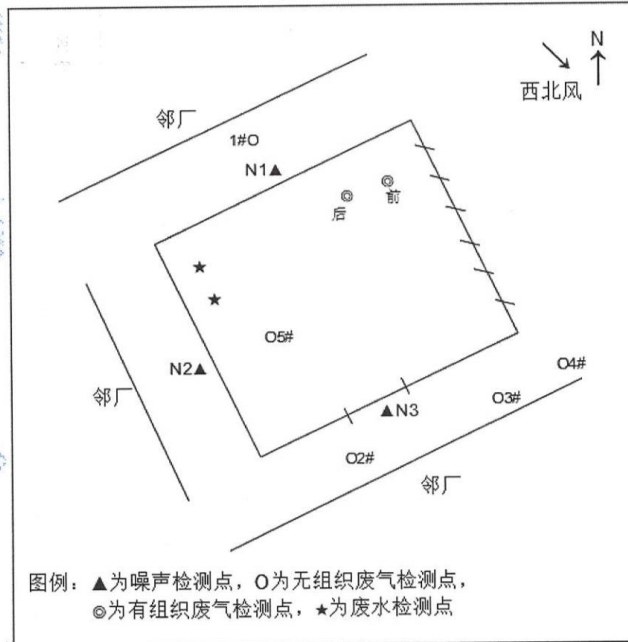 N
西北风
邻厂
1#O
N1▲
◎ ◎
后 前
★
★
O5#
N2▲
邻厂
O4#
O3#
▲N3
O2#
邻厂
图例：▲为噪声检测点，O为无组织废气检测点，
◎为有组织废气检测点，★为废水检测点